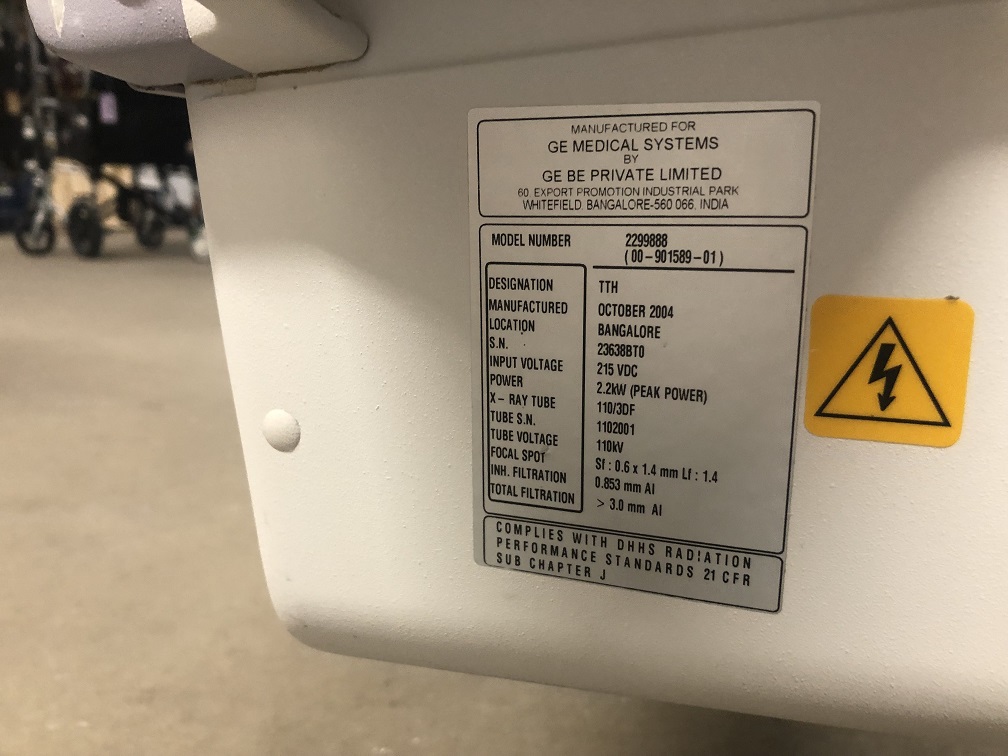 MANUFACTURED FOR
GE MEDICAL SYSTEMS
BY
GE BE PRIVATE LIMITED
60, EXPORT PROMOTION INDUSTRIAL PARK
WHITEFIELD, BANGALORE-560 066, INDIA
MODEL NUMBER 2299888
(00-901589-01)
DESIGNATION TTH
MANUFACTURED OCTOBER 2004
LOCATION BANGALORE
S.N. 23638BT0
INPUT VOLTAGE 215 VDC
POWER 2.2kW (PEAK POWER)
X-RAY TUBE 110/3DF
TUBE S.N. 1102001
TUBE VOLTAGE 110kV
FOCAL SPOT Sf : 0.6 x 1.4 mm Lf : 1.4
INH. FILTRATION 0.853 mm Al
TOTAL FILTRATION > 3.0 mm Al
COMPLIES WITH DHHS RADIATION
PERFORMANCE STANDARDS 21 CFR
SUB CHAPTER J